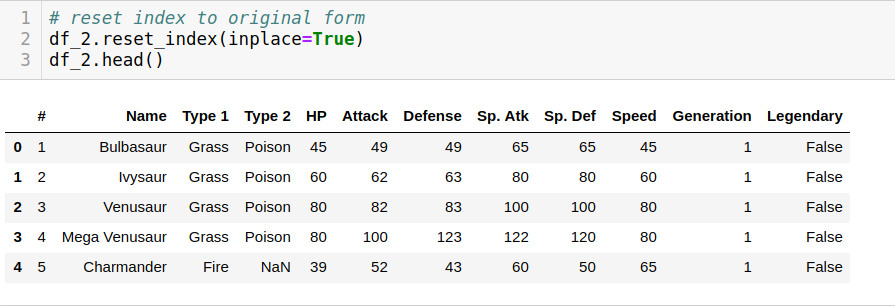 1 # reset index to original form
2 df_2.reset_index(inplace=True)
3 df_2.head()
# Name Type 1 Type 2 HP Attack Defense Sp. Atk Sp. Def Speed Generation Legendary
0 1 Bulbasaur Grass Poison 45 49 49 65 65 45 1 False
1 2 Ivysaur Grass Poison 60 62 63 80 80 60 1 False
2 3 Venusaur Grass Poison 80 82 83 100 100 80 1 False
3 4 Mega Venusaur Grass Poison 80 100 123 122 120 80 1 False
4 5 Charmander Fire NaN 39 52 43 60 50 65 1 False